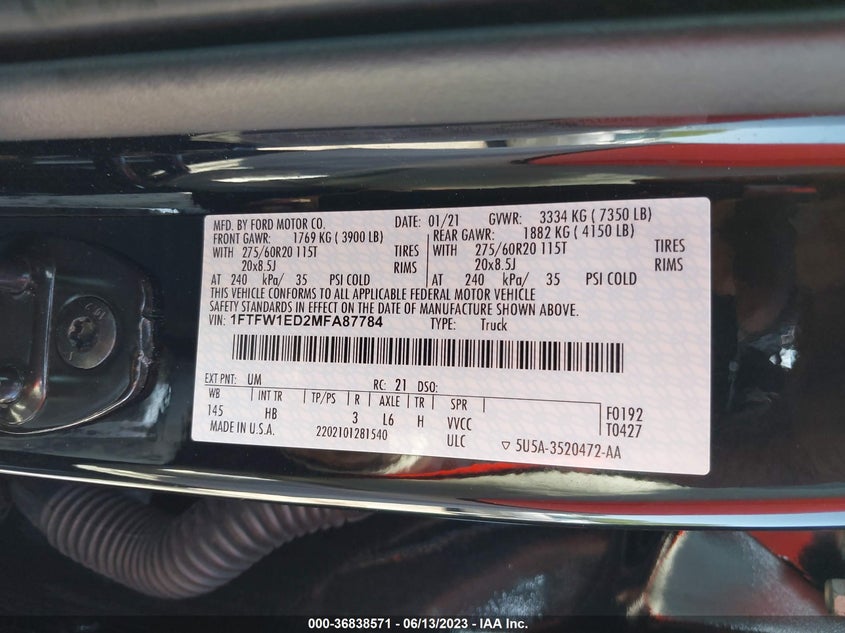 MFD. BY FORD MOTOR CO. DATE: 01/21 GVWR: 3334 KG ( 7350 LB)
FRONT GAWR: 1769 KG ( 3900 LB) REAR GAWR: 1882 KG ( 4150 LB)
WITH 275/60R20 115T TIRES WITH 275/60R20 115T TIRES
20x8.5J RIMS 20x8.5J RIMS
AT 240 kPa/ 35 PSI COLD AT 240 kPa/ 35 PSI COLD
THIS VEHICLE CONFORMS TO ALL APPLICABLE FEDERAL MOTOR VEHICLE
SAFETY STANDARDS IN EFFECT ON THE DATE OF MANUFACTURE SHOWN ABOVE.
VIN: 1FTFW1ED2MFA87784 TYPE: Truck
EXT PNT: UM RC: 21 DSO:
WB INT TR TP/PS R AXLE TR SPR
145 HB 3 L6 H VVCC F0192
MADE IN U.S.A. 2202101281540 ULC T0427
▽ 5U5A-3520472-AA
000-36838571 - 06/13/2023 - IAA Inc.